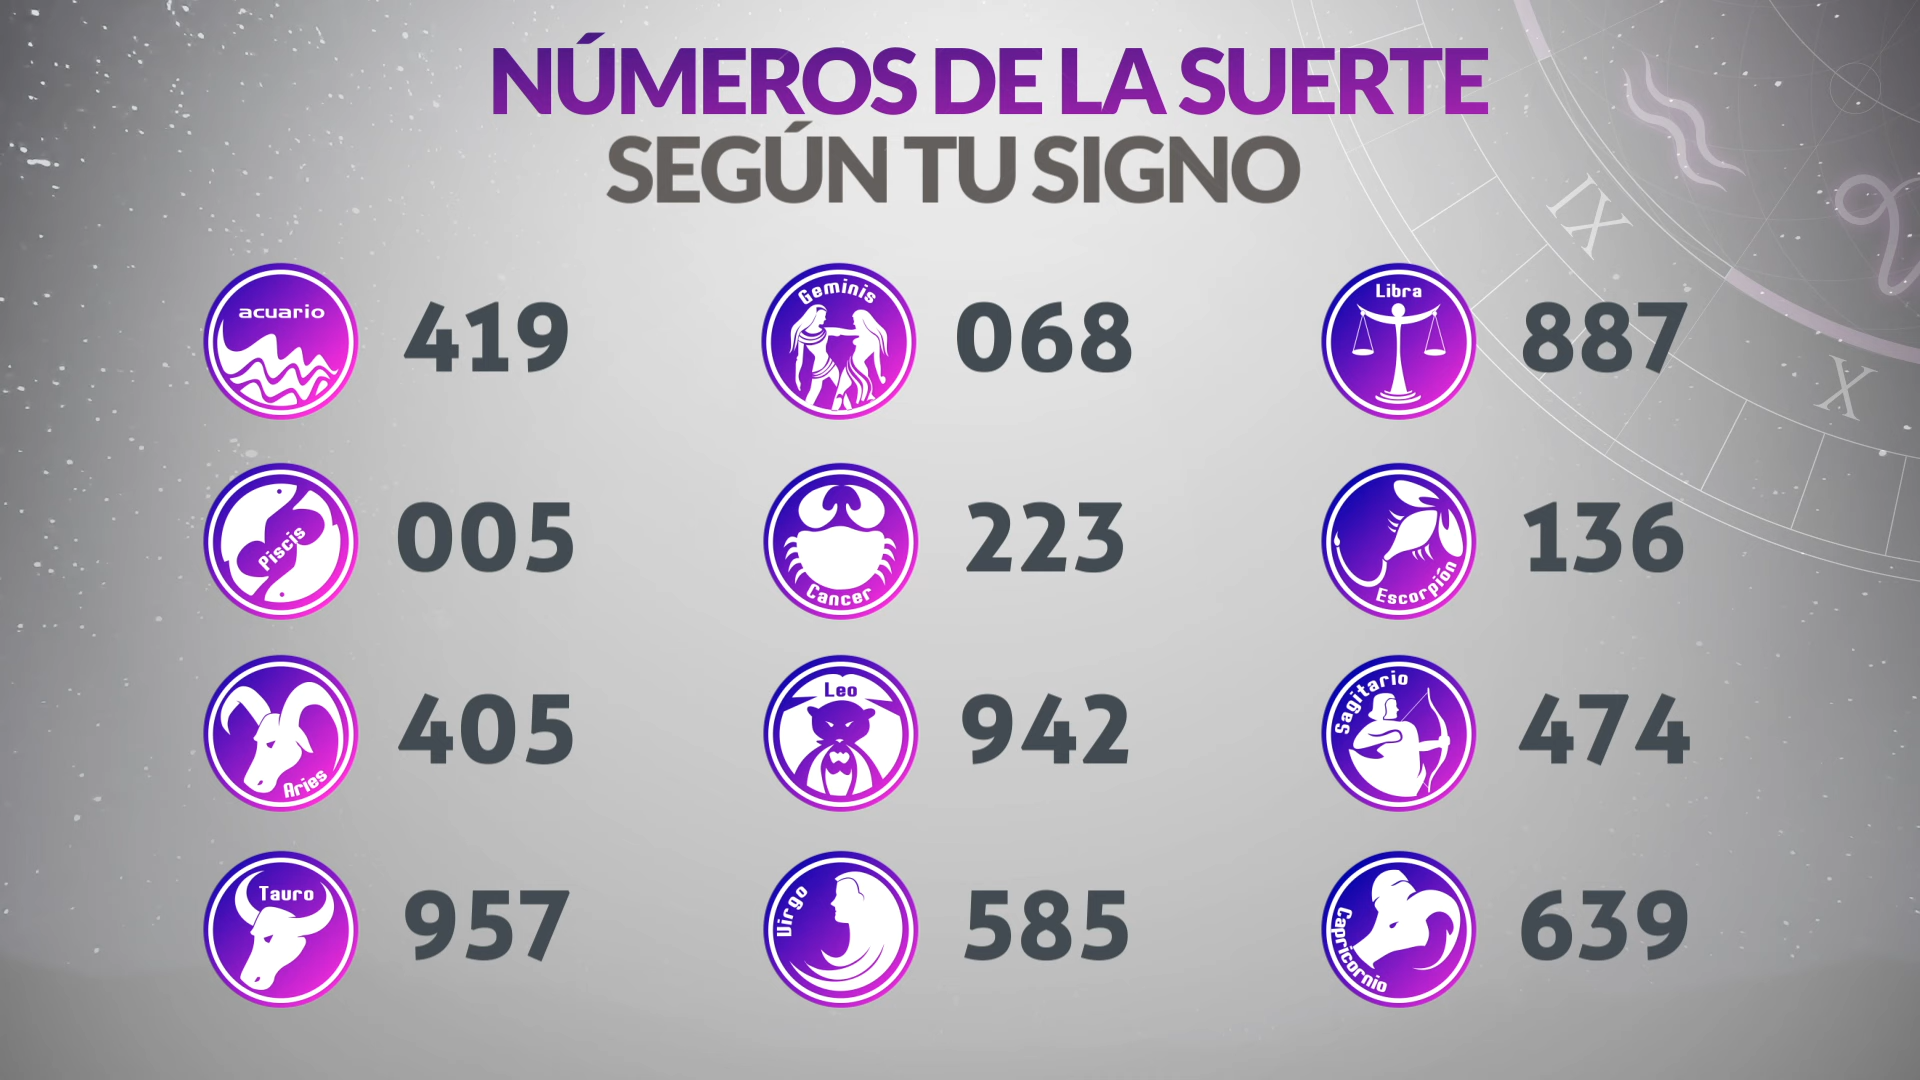 NÚMEROS DE LA SUERTE
SEGÚN TU SIGNO
acuario 419
Geminis 068
Libra 887
IX
X
Piscis 005
Cancer 223
Escorpión 136
Aries 405
Leo 942
Sagitario 474
Tauro 957
Virgo 585
Capricornio 639